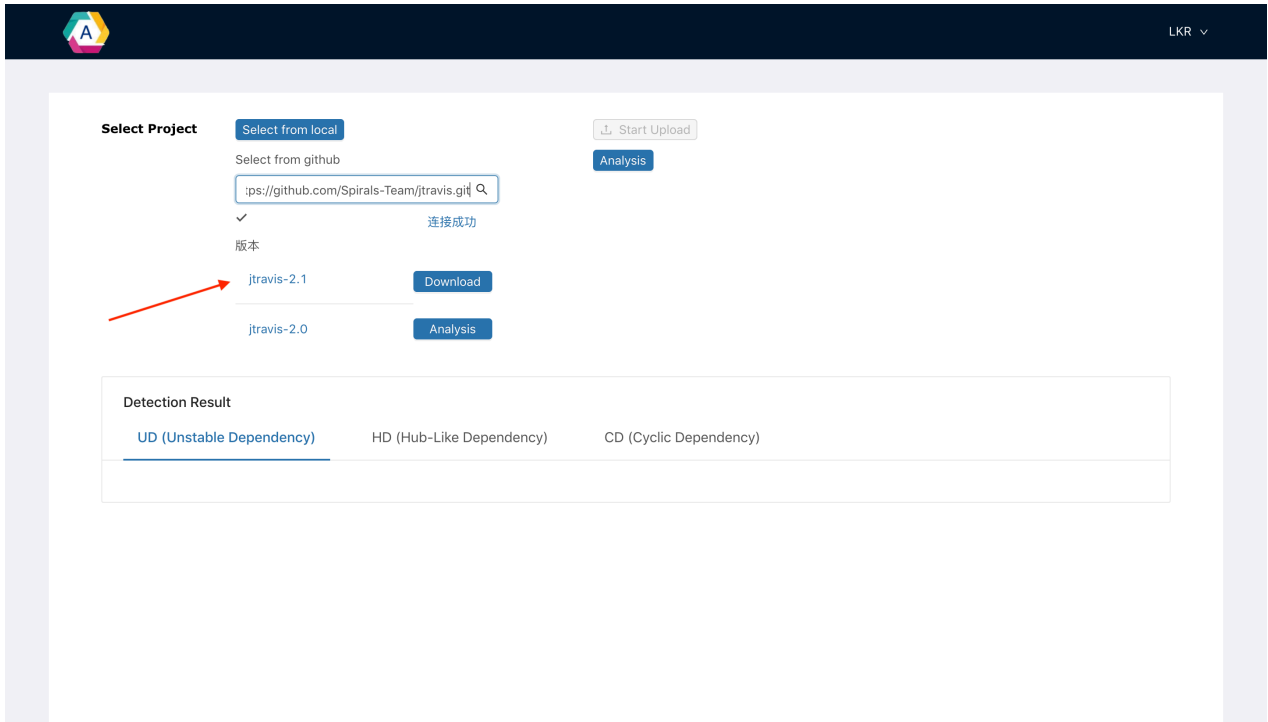 A
LKR
Select Project
Select from local
Start Upload
Select from github
Analysis
:ps://github.com/Spirals-Team/jtravis.git
连接成功
版本
jtravis-2.1
Download
jtravis-2.0
Analysis
Detection Result
UD (Unstable Dependency)
HD (Hub-Like Dependency)
CD (Cyclic Dependency)